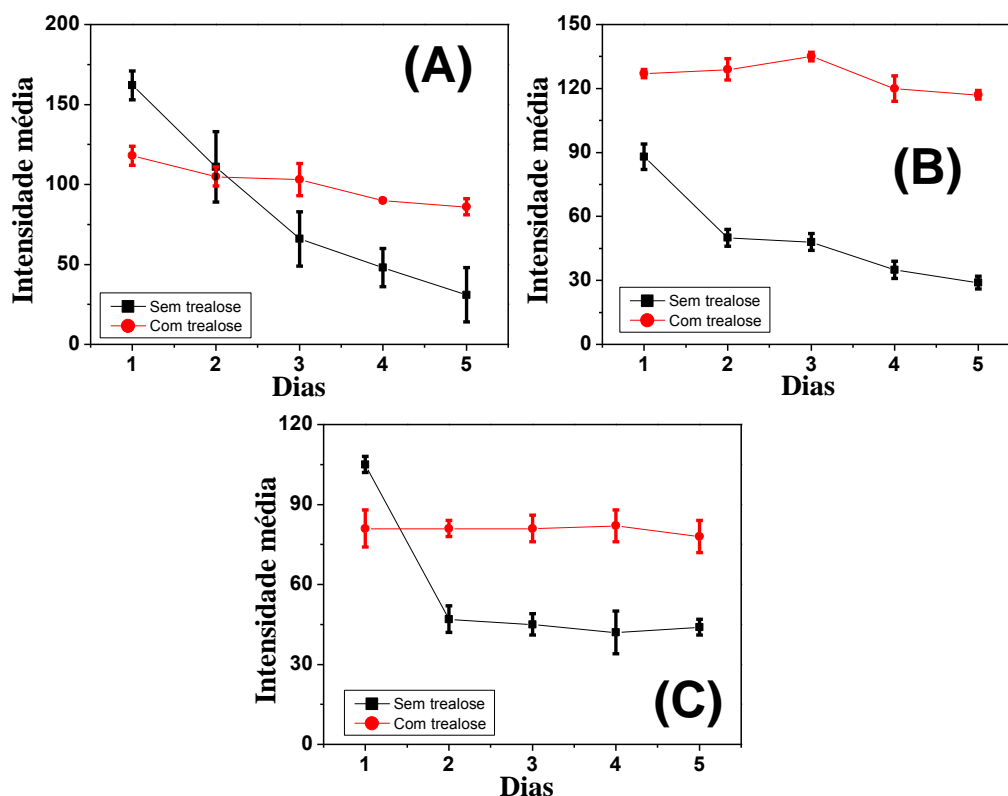 (A)
Intensidade média
200
150
100
50
0
Sem trealose
Com trealose
1 2 3 4 5
Dias
(B)
Intensidade média
150
120
90
60
30
0
Sem trealose
Com trealose
1 2 3 4 5
Dias
(C)
Intensidade média
120
90
60
30
0
Sem trealose
Com trealose
1 2 3 4 5
Dias